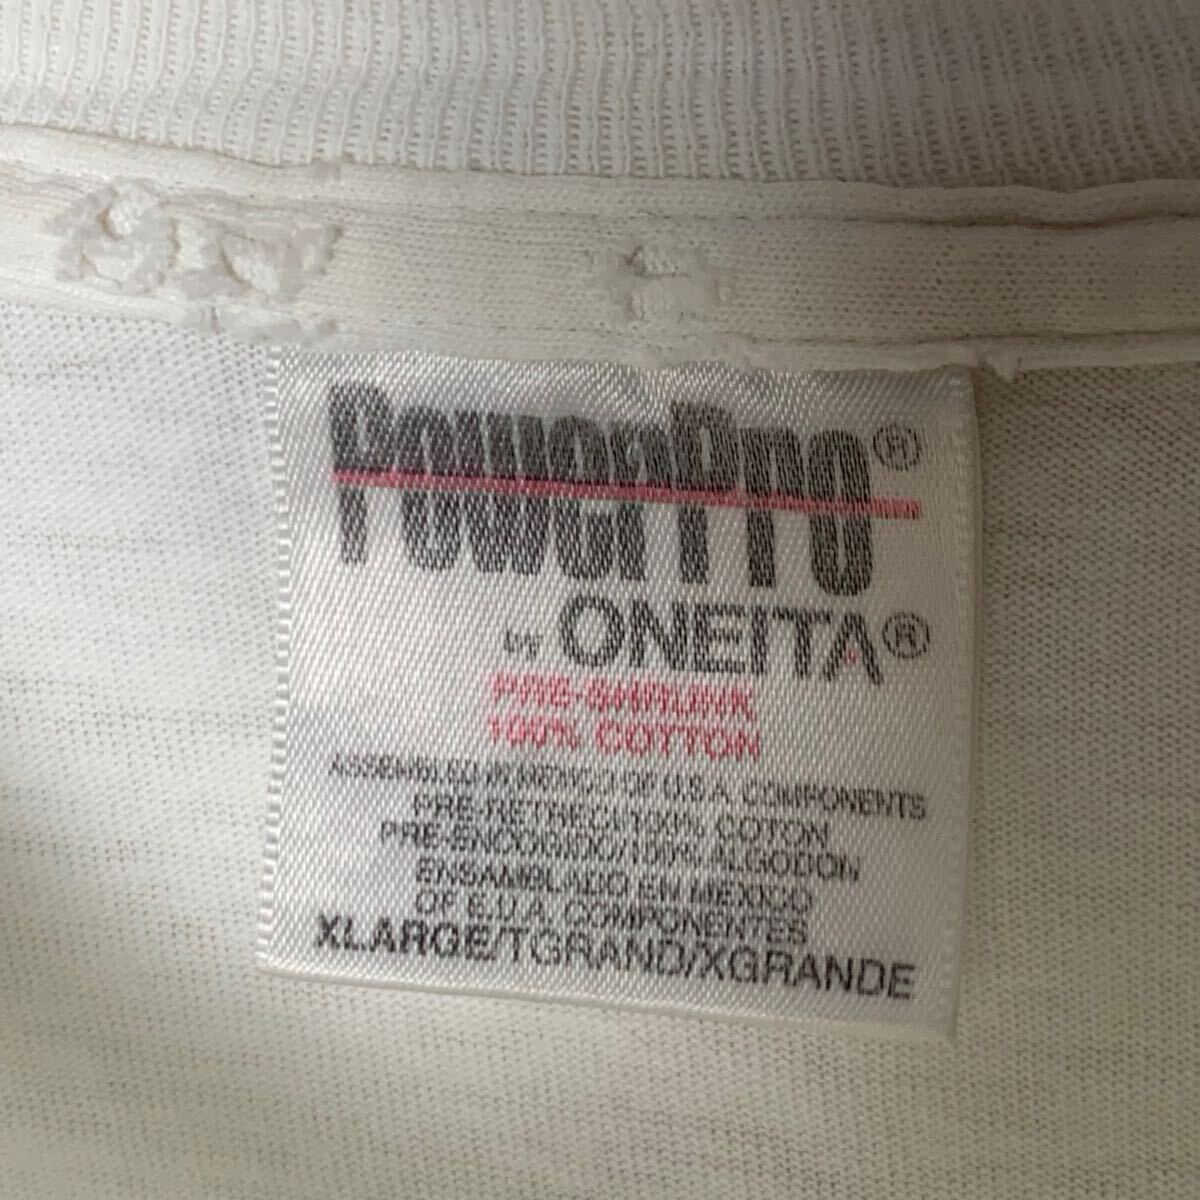 PowerPro®
by ONEITA®
PRE-SHRUNK
100% COTTON
ASSEMBLED IN MEXICO OF U.S.A. COMPONENTS
PRE-RETRECI/100% COTON
PRE-ENCOGIDO/100% ALGODON
ENSAMBLADO EN MEXICO
OF E.U.A. COMPONENTES
XLARGE/TGRAND/XGRANDE